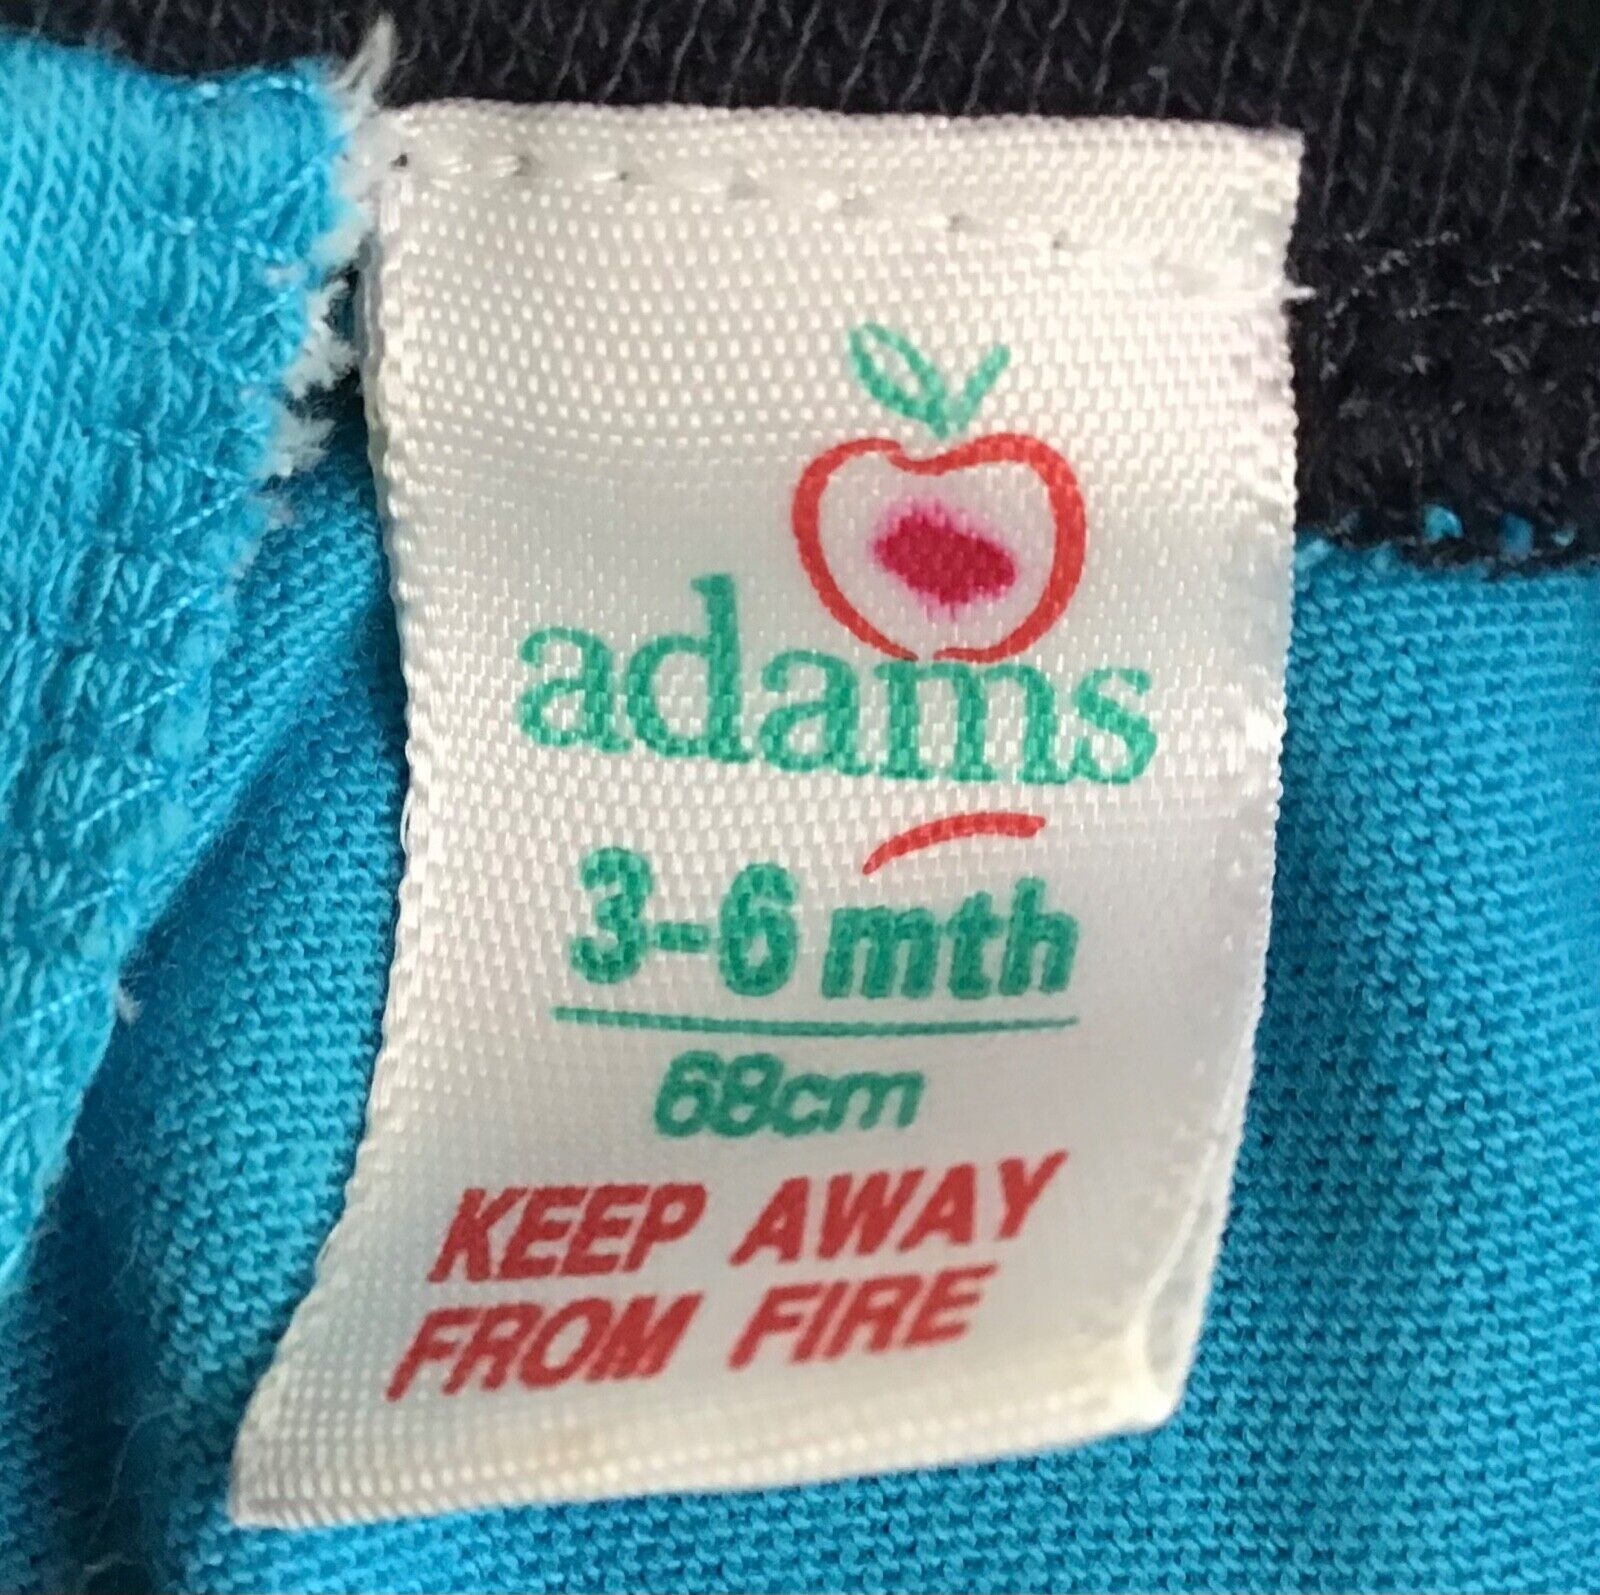 adams
3-6 mth
68cm
KEEP AWAY
FROM FIRE